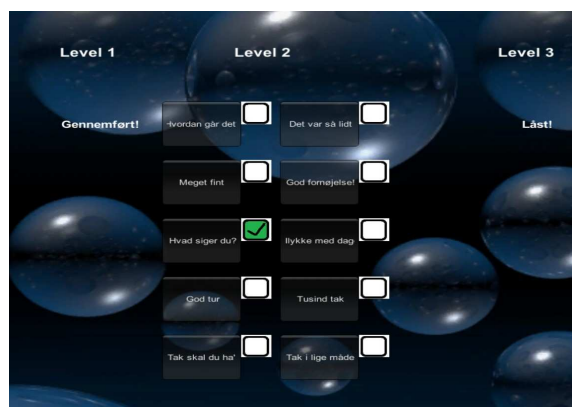 Level 1
Level 2
Level 3
Gennemført!
Hvordan går det
Det var så lidt
Låst!
Meget fint
God fornøjelse!
Hvad siger du?
llykke med dag
God tur
Tusind tak
Tak skal du ha'
Tak i lige måde